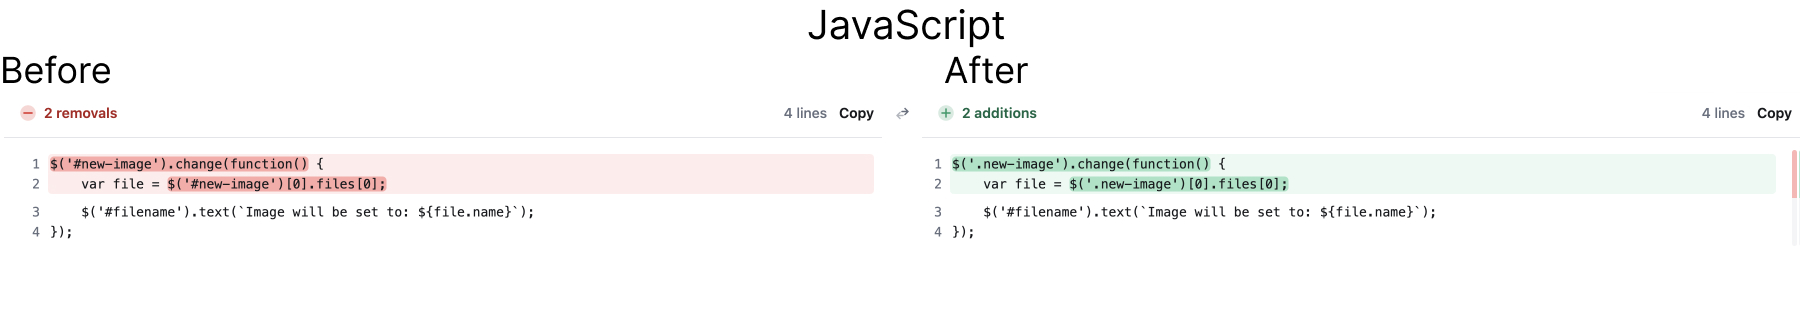 JavaScript
Before
After
2 removals
4 lines Copy
2 additions
4 lines Copy
1 $('#new-image').change(function() {
2 var file = $('#new-image')[0].files[0];
3 $('#filename').text(`Image will be set to: ${file.name}`);
4 });
1 $('.new-image').change(function() {
2 var file = $('.new-image')[0].files[0];
3 $('#filename').text(`Image will be set to: ${file.name}`);
4 });